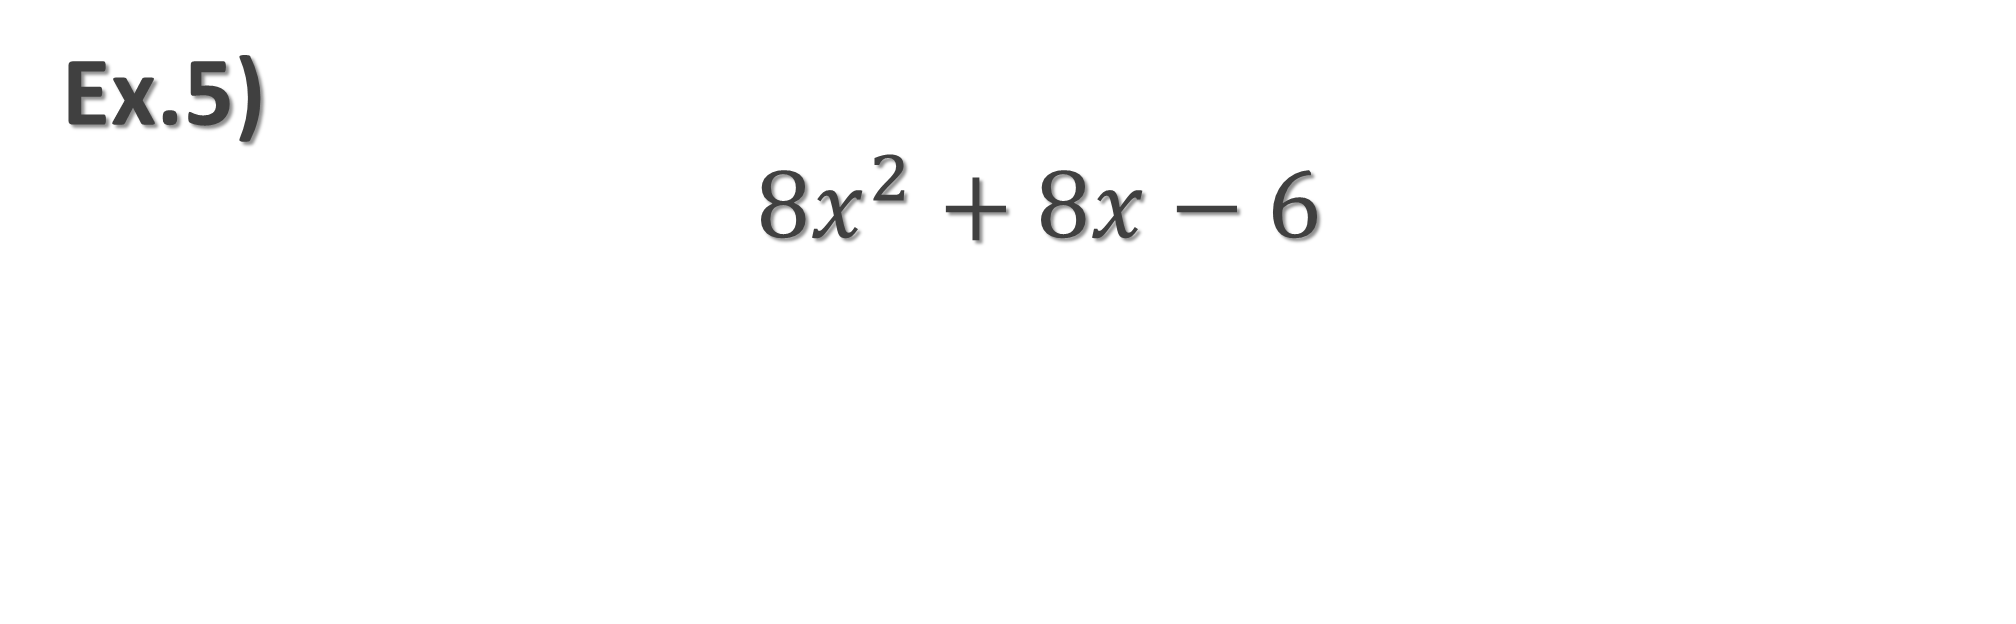 Ex.5)
8x² + 8x − 6